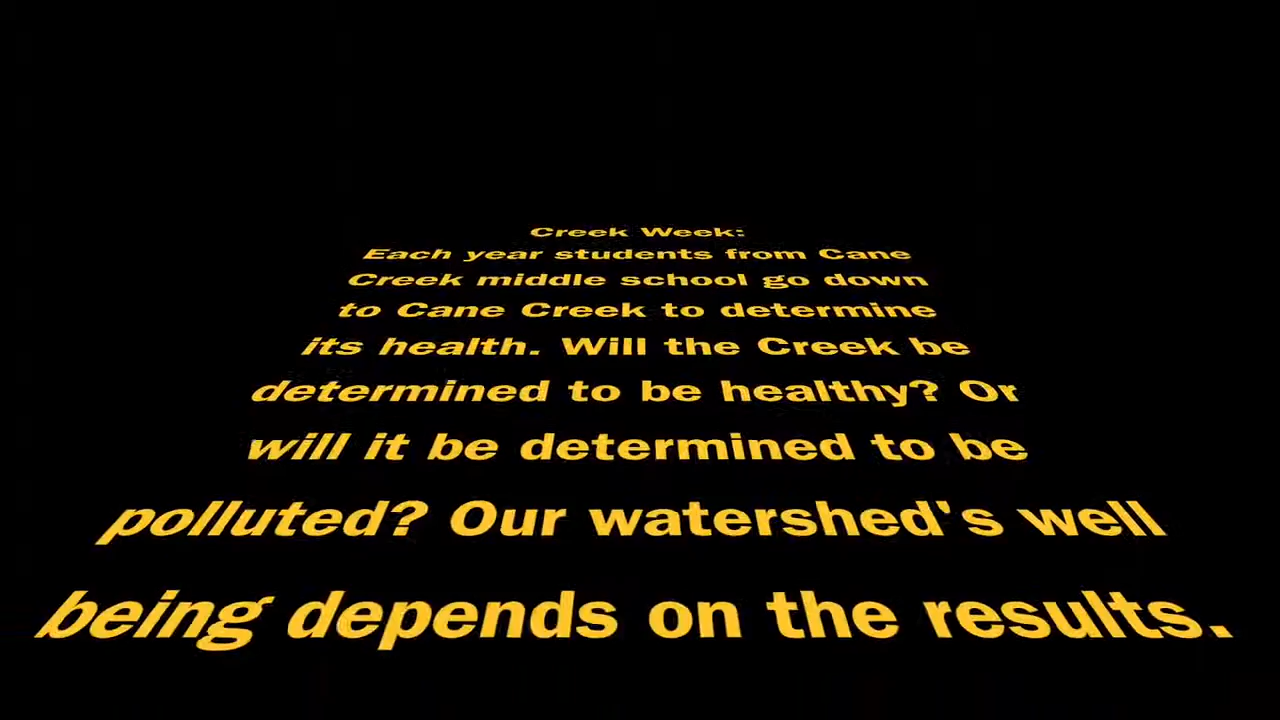 Creek Week:
Each year students from Cane
Creek middle school go down
to Cane Creek to determine
its health. Will the Creek be
determined to be healthy? Or
will it be determined to be
polluted? Our watershed's well
being depends on the results.